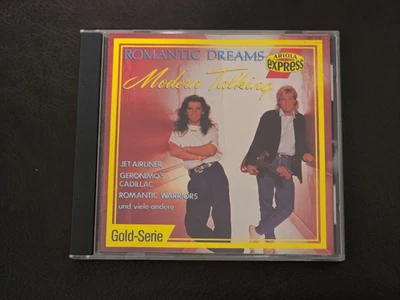 ROMANTIC DREAMS
ARIOLA
express
Modern Talking
JET AIRLINER
GERONIMO'S
CADILLAC
ROMANTIC WARRIORS
und viele andere
Gold-Serie